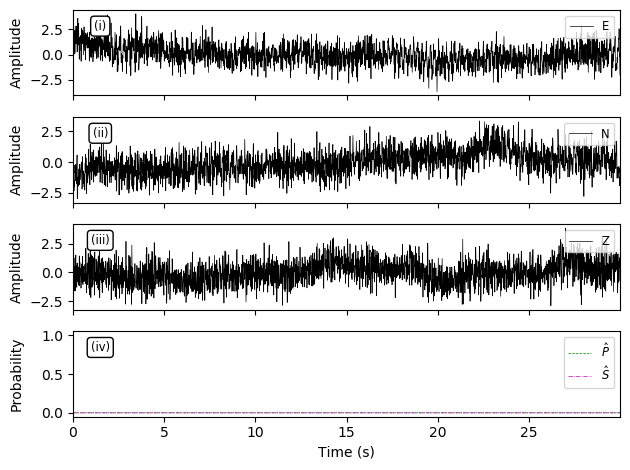 Amplitude
2.5
0.0
−2.5
(i)
E
Amplitude
2.5
0.0
−2.5
(ii)
N
Amplitude
2.5
0.0
−2.5
(iii)
Z
Probability
1.0
0.5
0.0
(iv)
P̂
Ŝ
0 5 10 15 20 25
Time (s)